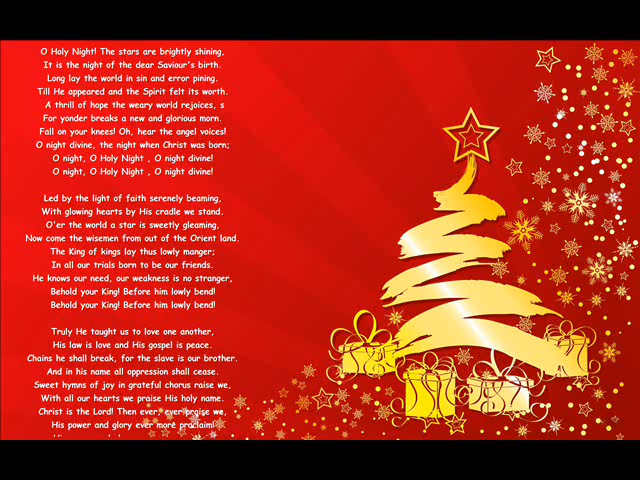 O Holy Night! The stars are brightly shining,
It is the night of the dear Saviour's birth.
Long lay the world in sin and error pining.
Till He appeared and the Spirit felt its worth.
A thrill of hope the weary world rejoices, s
For yonder breaks a new and glorious morn.
Fall on your knees! Oh, hear the angel voices!
O night divine, the night when Christ was born;
O night, O Holy Night , O night divine!
O night, O Holy Night , O night divine!
Led by the light of faith serenely beaming,
With glowing hearts by His cradle we stand.
O'er the world a star is sweetly gleaming,
Now come the wisemen from out of the Orient land.
The King of kings lay thus lowly manger;
In all our trials born to be our friends.
He knows our need, our weakness is no stranger,
Behold your King! Before him lowly bend!
Behold your King! Before him lowly bend!
Truly He taught us to love one another,
His law is love and His gospel is peace.
Chains he shall break, for the slave is our brother.
And in his name all oppression shall cease.
Sweet hymns of joy in grateful chorus raise we,
With all our hearts we praise His holy name.
Christ is the Lord! Then ever, ever praise we,
His power and glory ever more proclaim!